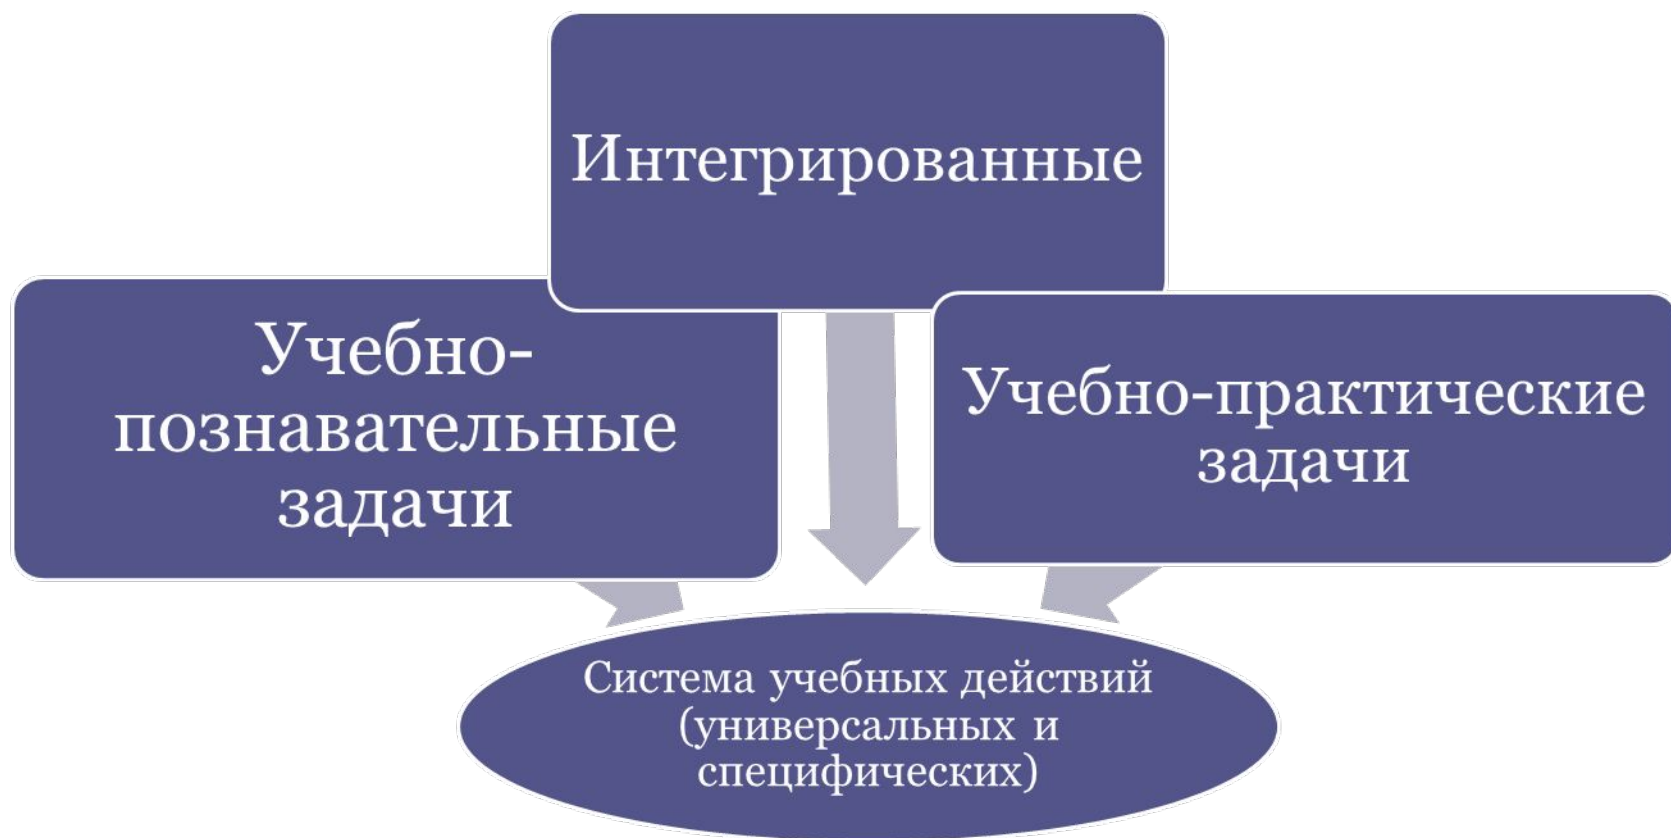 Интегрированные
Учебно-
познавательные
задачи
Учебно-практические
задачи
Система учебных действий
(универсальных и
специфических)